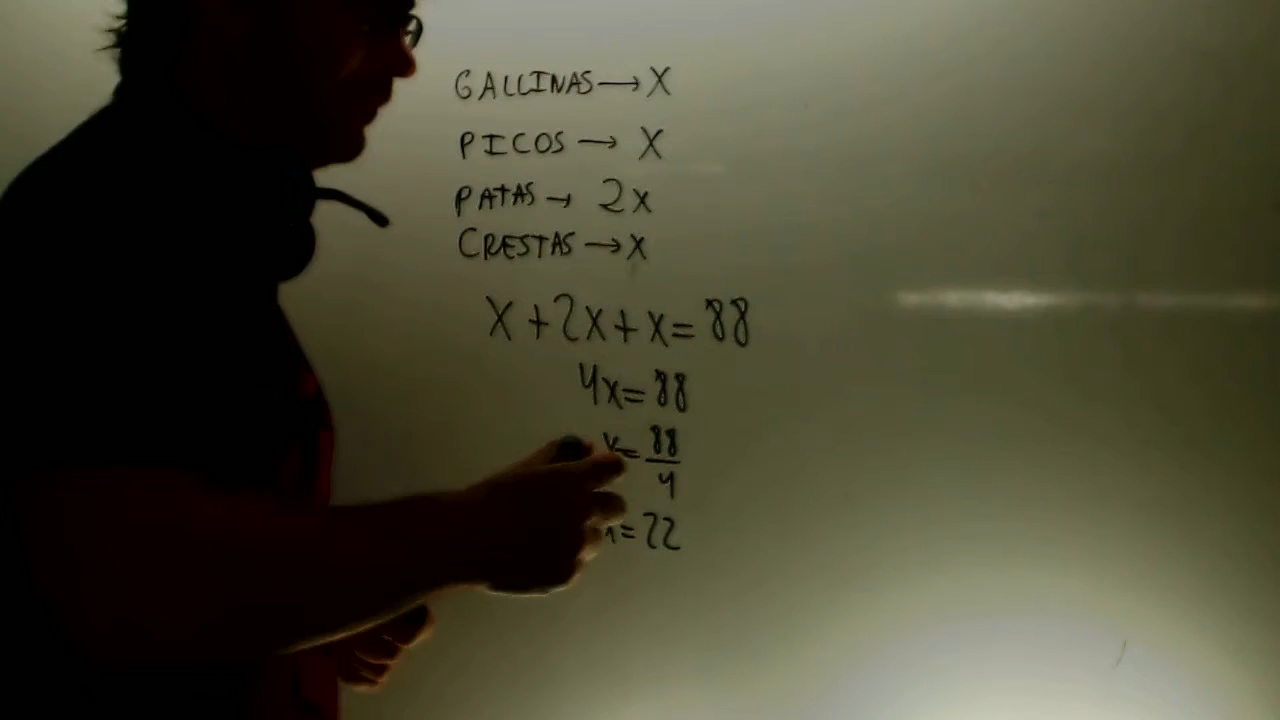 GALLINAS → X
PICOS → X
PATAS → 2x
CRESTAS → x
X + 2x + x = 88
4x = 88
x = 88/4
= 22